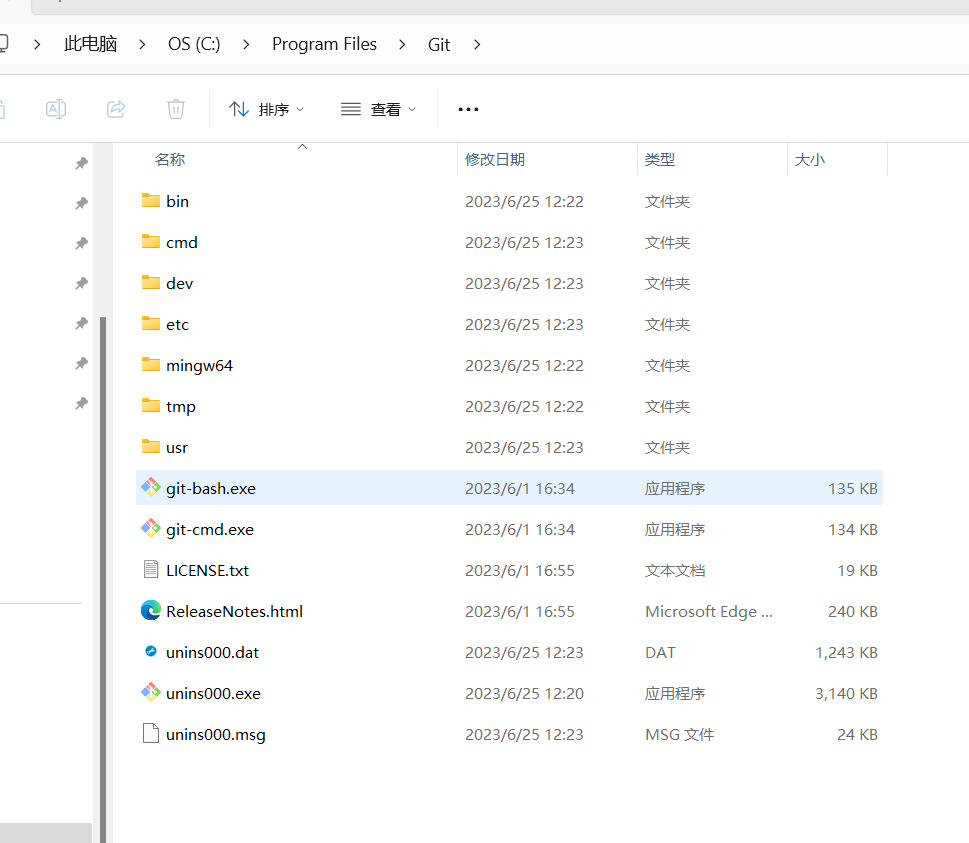 此电脑 OS (C:) Program Files Git
排序 查看
名称 修改日期 类型 大小
bin 2023/6/25 12:22 文件夹
cmd 2023/6/25 12:23 文件夹
dev 2023/6/25 12:23 文件夹
etc 2023/6/25 12:23 文件夹
mingw64 2023/6/25 12:22 文件夹
tmp 2023/6/25 12:22 文件夹
usr 2023/6/25 12:23 文件夹
git-bash.exe 2023/6/1 16:34 应用程序 135 KB
git-cmd.exe 2023/6/1 16:34 应用程序 134 KB
LICENSE.txt 2023/6/1 16:55 文本文档 19 KB
ReleaseNotes.html 2023/6/1 16:55 Microsoft Edge ... 240 KB
unins000.dat 2023/6/25 12:23 DAT 1,243 KB
unins000.exe 2023/6/25 12:20 应用程序 3,140 KB
unins000.msg 2023/6/25 12:23 MSG 文件 24 KB